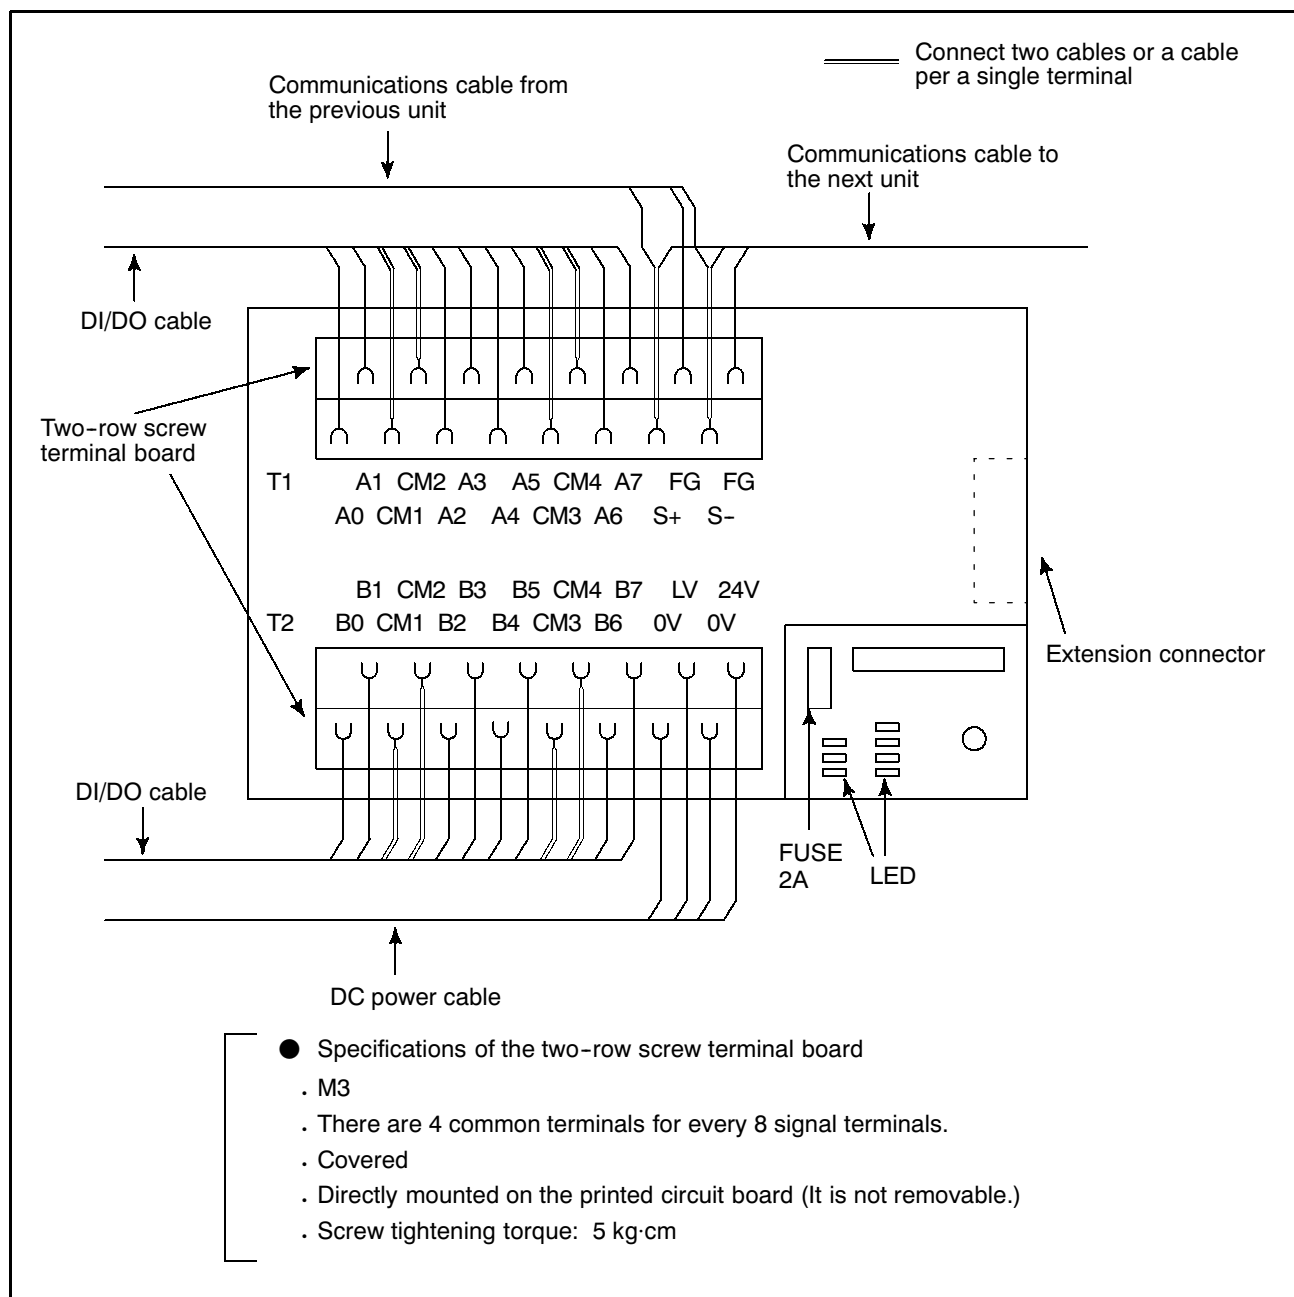 Connect two cables or a cable
per a single terminal
Communications cable from
the previous unit
Communications cable to
the next unit
DI/DO cable
Two-row screw
terminal board
T1 A1 CM2 A3 A5 CM4 A7 FG FG
A0 CM1 A2 A4 CM3 A6 S+ S-
B1 CM2 B3 B5 CM4 B7 LV 24V
T2 B0 CM1 B2 B4 CM3 B6 0V 0V
Extension connector
DI/DO cable
FUSE
2A
LED
DC power cable
● Specifications of the two-row screw terminal board
. M3
. There are 4 common terminals for every 8 signal terminals.
. Covered
. Directly mounted on the printed circuit board (It is not removable.)
. Screw tightening torque: 5 kg·cm